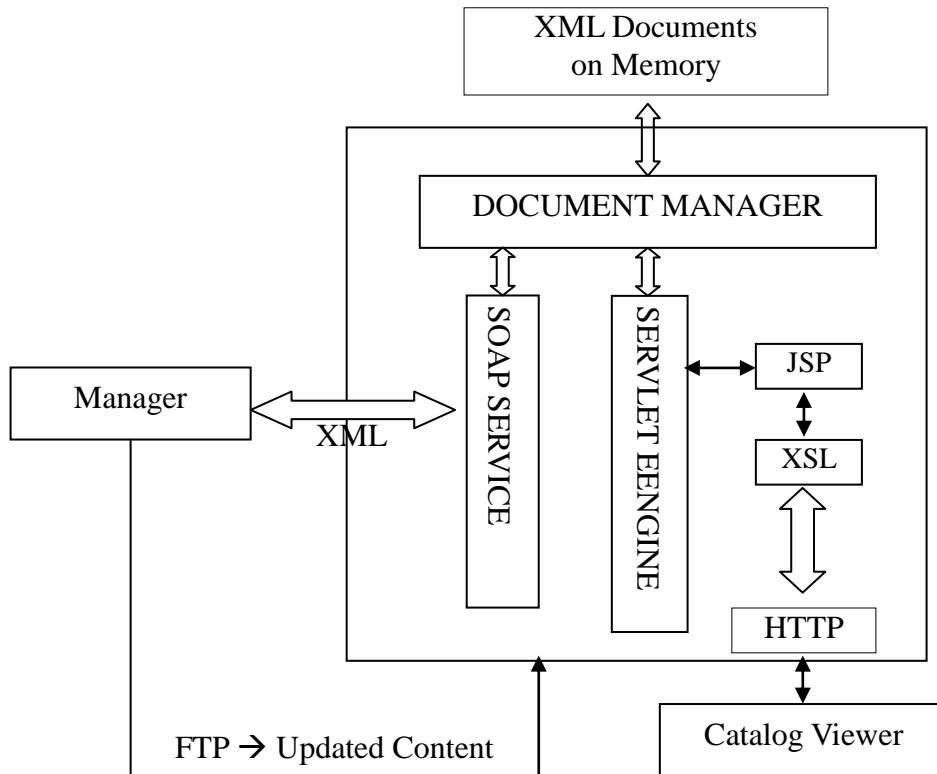 XML Documents
on Memory
DOCUMENT MANAGER
SOAP SERVICE
SERVLET EENGINE
JSP
Manager
XML
XSL
HTTP
FTP → Updated Content
Catalog Viewer